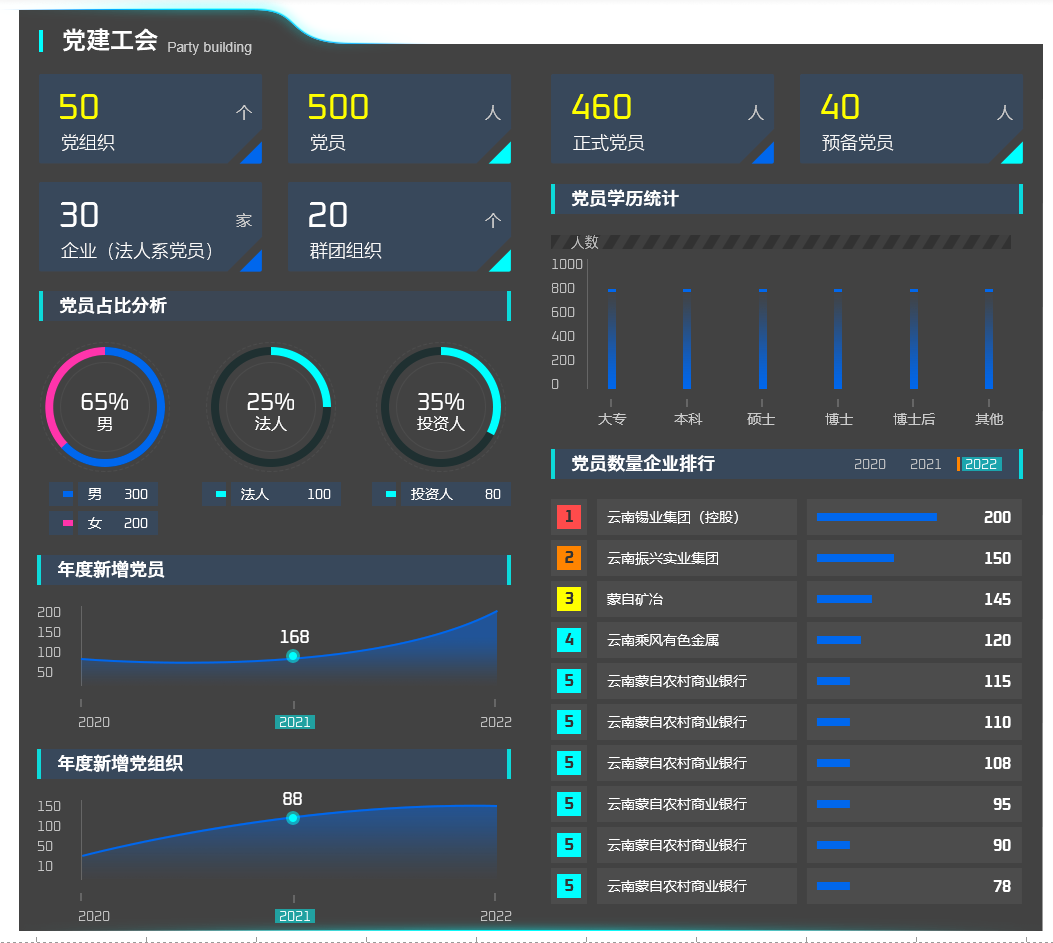 党建工会 Party building
50 个
党组织
500 人
党员
460 人
正式党员
40 人
预备党员
30 家
企业（法人系党员）
20 个
群团组织
党员占比分析
65%
男
25%
法人
35%
投资人
男 300
女 200
法人 100
投资人 80
年度新增党员
200
150
100
50
168
2020 2021 2022
年度新增党组织
150
100
50
10
88
2020 2021 2022
党员学历统计
人数
1000
800
600
400
200
0
大专 本科 硕士 博士 博士后 其他
党员数量企业排行 2020 2021 2022
1 云南锡业集团（控股） 200
2 云南振兴实业集团 150
3 蒙自矿冶 145
4 云南乘风有色金属 120
5 云南蒙自农村商业银行 115
5 云南蒙自农村商业银行 110
5 云南蒙自农村商业银行 108
5 云南蒙自农村商业银行 95
5 云南蒙自农村商业银行 90
5 云南蒙自农村商业银行 78